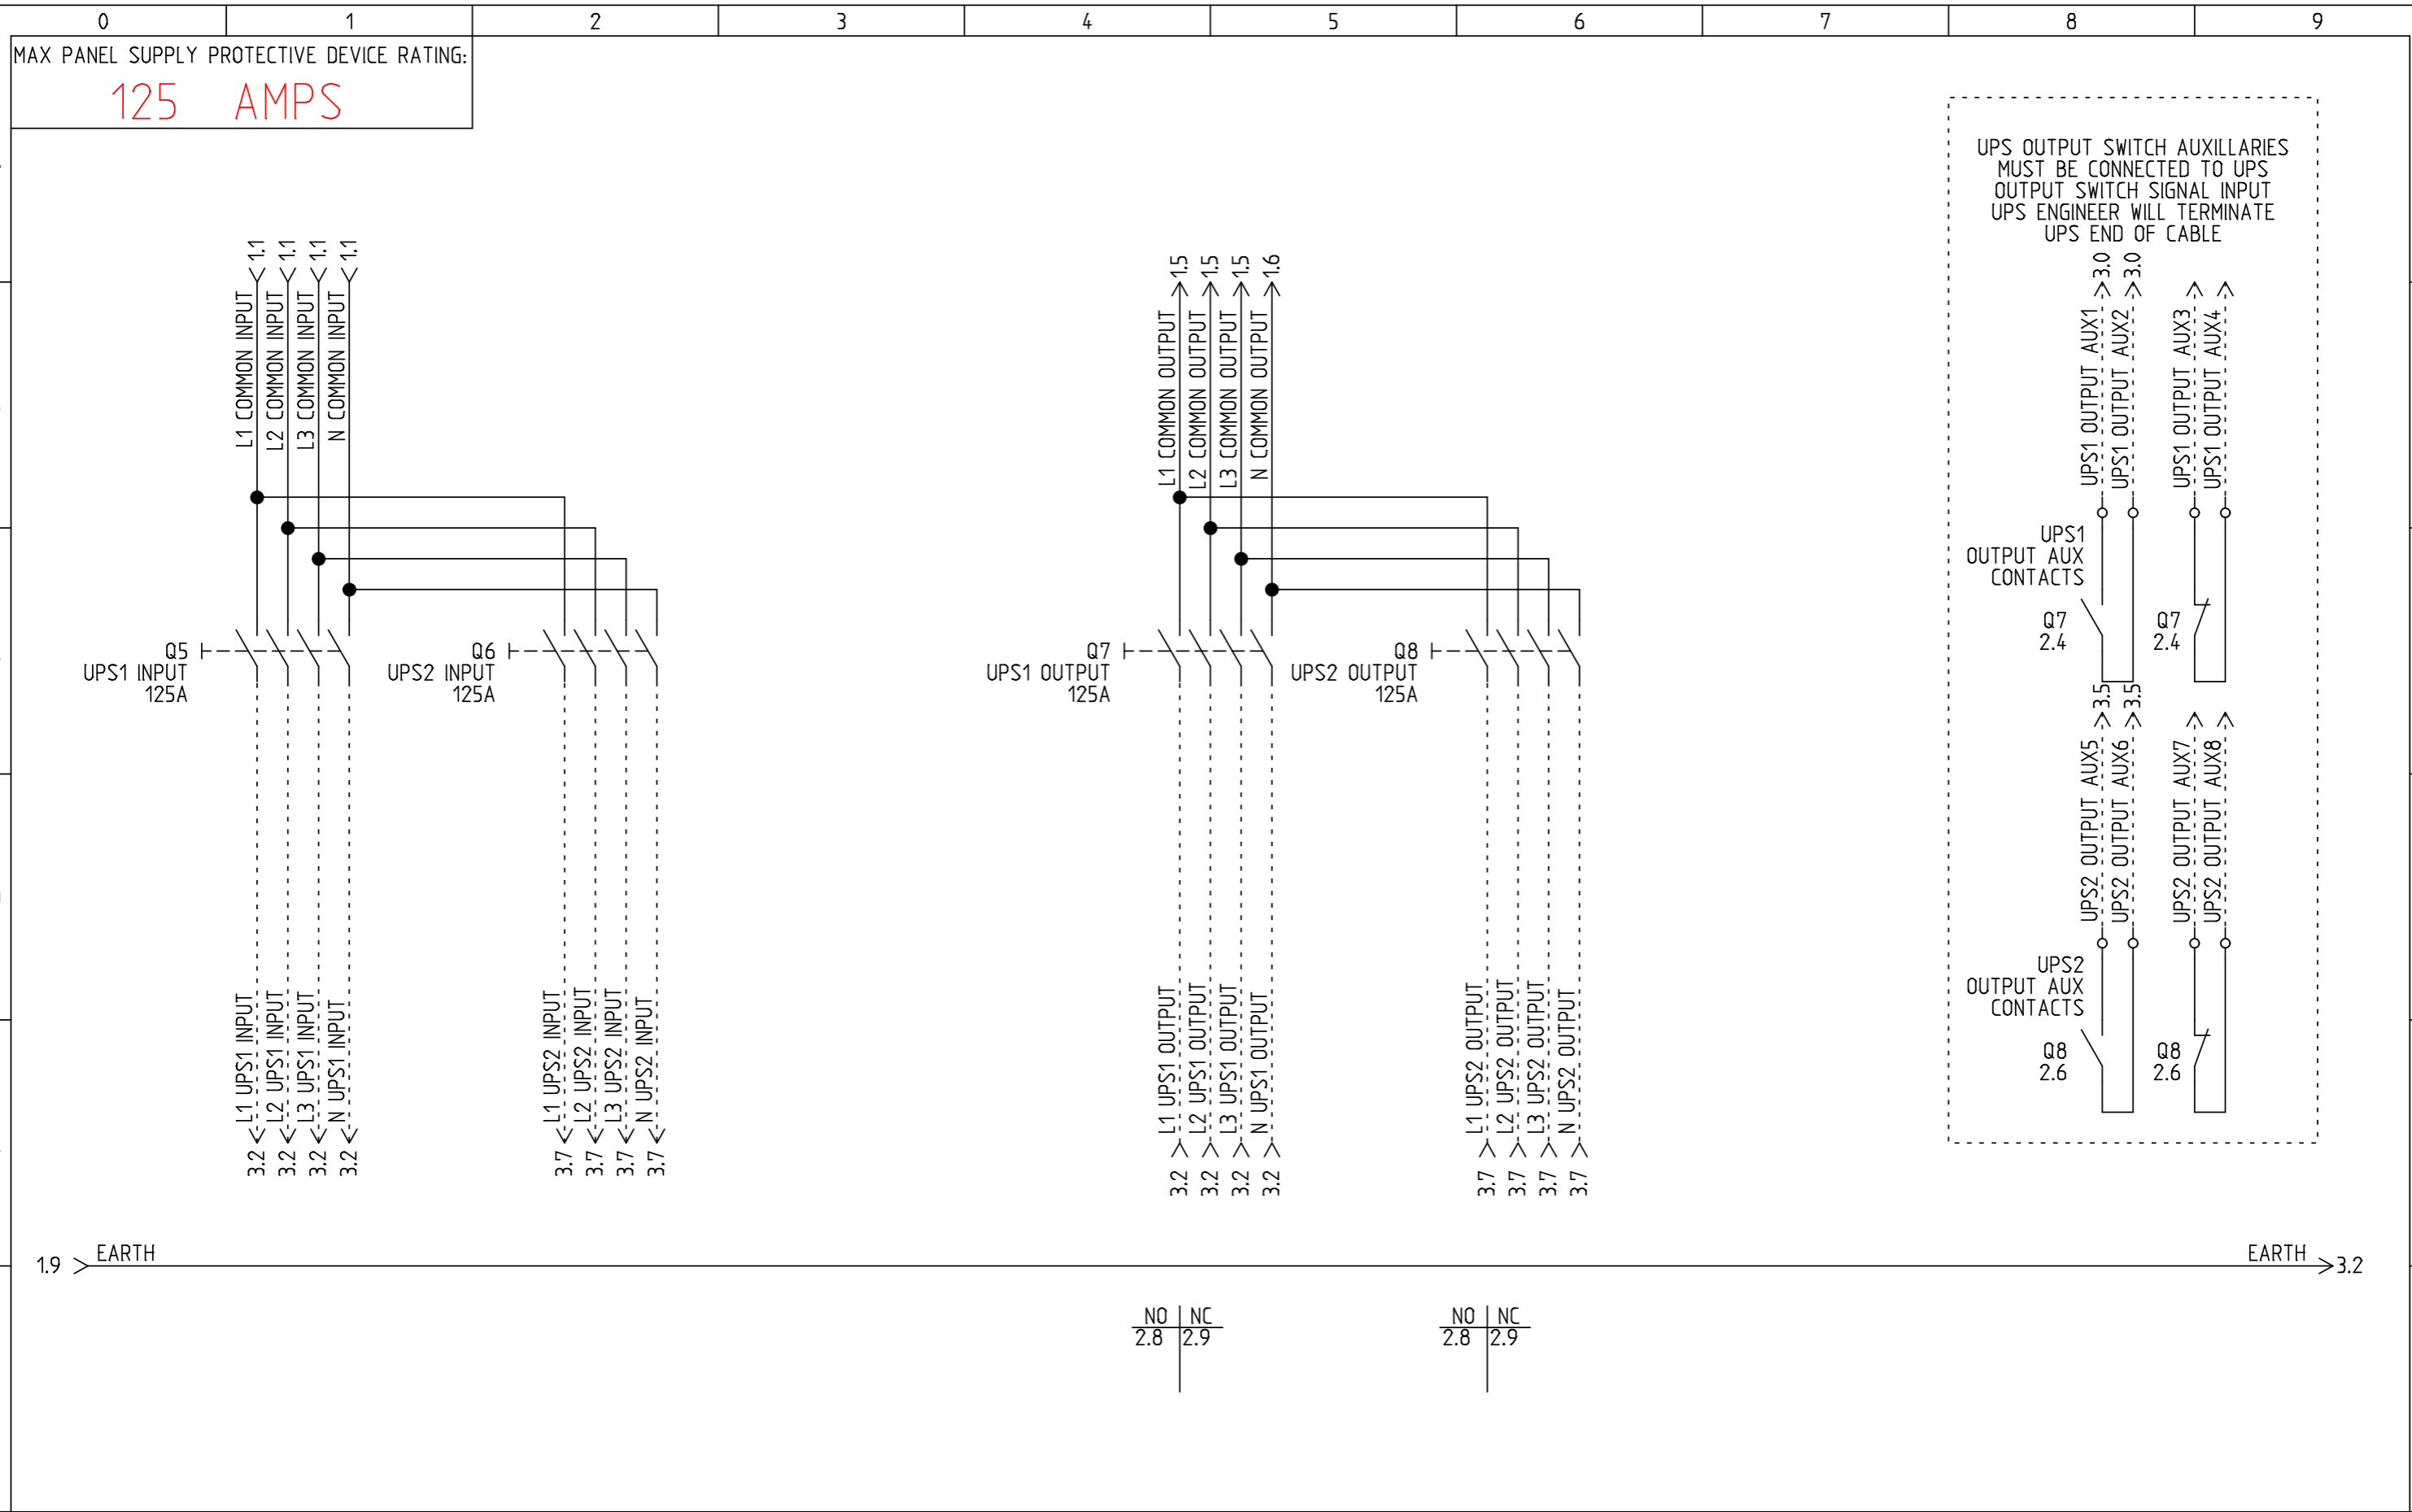 0 1 2 3 4 5 6 7 8 9
MAX PANEL SUPPLY PROTECTIVE DEVICE RATING:
125 AMPS
UPS OUTPUT SWITCH AUXILLARIES
MUST BE CONNECTED TO UPS
OUTPUT SWITCH SIGNAL INPUT
UPS ENGINEER WILL TERMINATE
UPS END OF CABLE
1.1
1.1
1.1
1.1
L1 COMMON INPUT
L2 COMMON INPUT
L3 COMMON INPUT
N COMMON INPUT
1.5
1.5
1.5
1.6
L1 COMMON OUTPUT
L2 COMMON OUTPUT
L3 COMMON OUTPUT
N COMMON OUTPUT
3.0
3.0
UPS1 OUTPUT AUX1
UPS1 OUTPUT AUX2
UPS1 OUTPUT AUX3
UPS1 OUTPUT AUX4
UPS1
OUTPUT AUX
CONTACTS
Q7
2.4
Q7
2.4
Q5
UPS1 INPUT
125A
Q6
UPS2 INPUT
125A
Q7
UPS1 OUTPUT
125A
Q8
UPS2 OUTPUT
125A
3.5
3.5
UPS2 OUTPUT AUX5
UPS2 OUTPUT AUX6
UPS2 OUTPUT AUX7
UPS2 OUTPUT AUX8
UPS2
OUTPUT AUX
CONTACTS
Q8
2.6
Q8
2.6
L1 UPS1 INPUT
L2 UPS1 INPUT
L3 UPS1 INPUT
N UPS1 INPUT
3.2
3.2
3.2
3.2
L1 UPS2 INPUT
L2 UPS2 INPUT
L3 UPS2 INPUT
N UPS2 INPUT
3.7
3.7
3.7
3.7
L1 UPS1 OUTPUT
L2 UPS1 OUTPUT
L3 UPS1 OUTPUT
N UPS1 OUTPUT
3.2
3.2
3.2
3.2
L1 UPS2 OUTPUT
L2 UPS2 OUTPUT
L3 UPS2 OUTPUT
N UPS2 OUTPUT
3.7
3.7
3.7
3.7
1.9 EARTH
EARTH 3.2
NO NC
2.8 2.9
NO NC
2.8 2.9